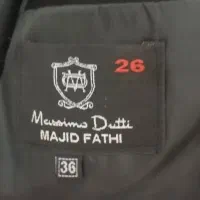 26
Massimo Dutti
MAJID FATHI
36